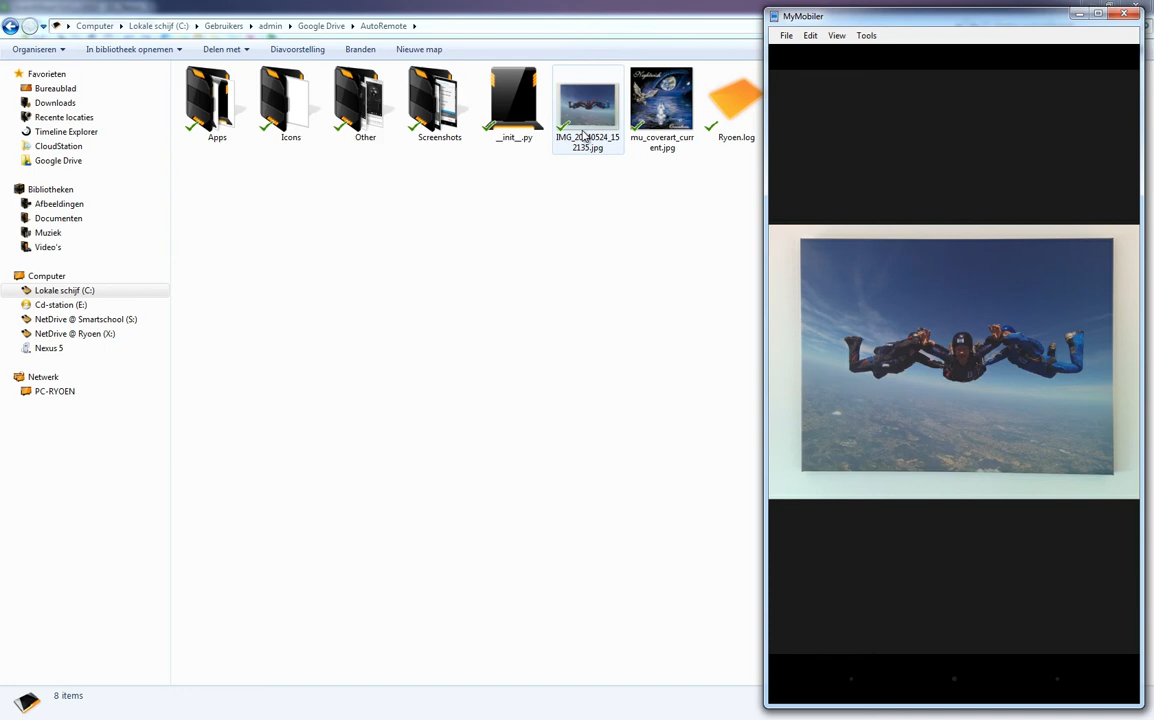 Computer Lokale schijf (C:) Gebruikers admin Google Drive AutoRemote
Organiseren In bibliotheek opnemen Delen met Diavoorstelling Branden Nieuwe map
Favorieten
Bureaublad
Downloads
Recente locaties
Timeline Explorer
CloudStation
Google Drive
Bibliotheken
Afbeeldingen
Documenten
Muziek
Video's
Computer
Lokale schijf (C:)
Cd-station (E:)
NetDrive @ Smartschool (S:)
NetDrive @ Ryoen (X:)
Nexus 5
Netwerk
PC-RYOEN
Apps
Icons
Other
Screenshots
__init__.py
IMG_20140524_15
2135.jpg
Nightwish
mu_coverart_curr
ent.jpg
Ryoen.log
8 items
MyMobiler
File Edit View Tools